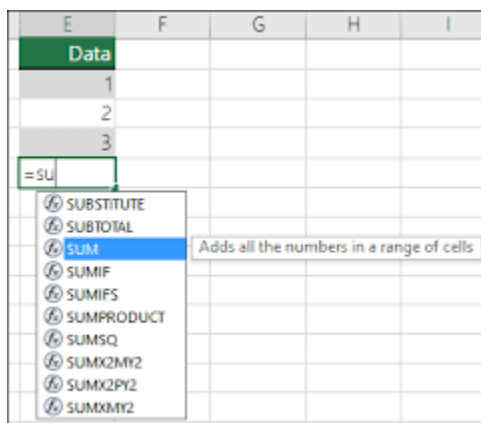 E F G H I
Data
1
2
3
=su
SUBSTITUTE
SUBTOTAL
SUM Adds all the numbers in a range of cells
SUMIF
SUMIFS
SUMPRODUCT
SUMSQ
SUMX2MY2
SUMX2PY2
SUMXMY2